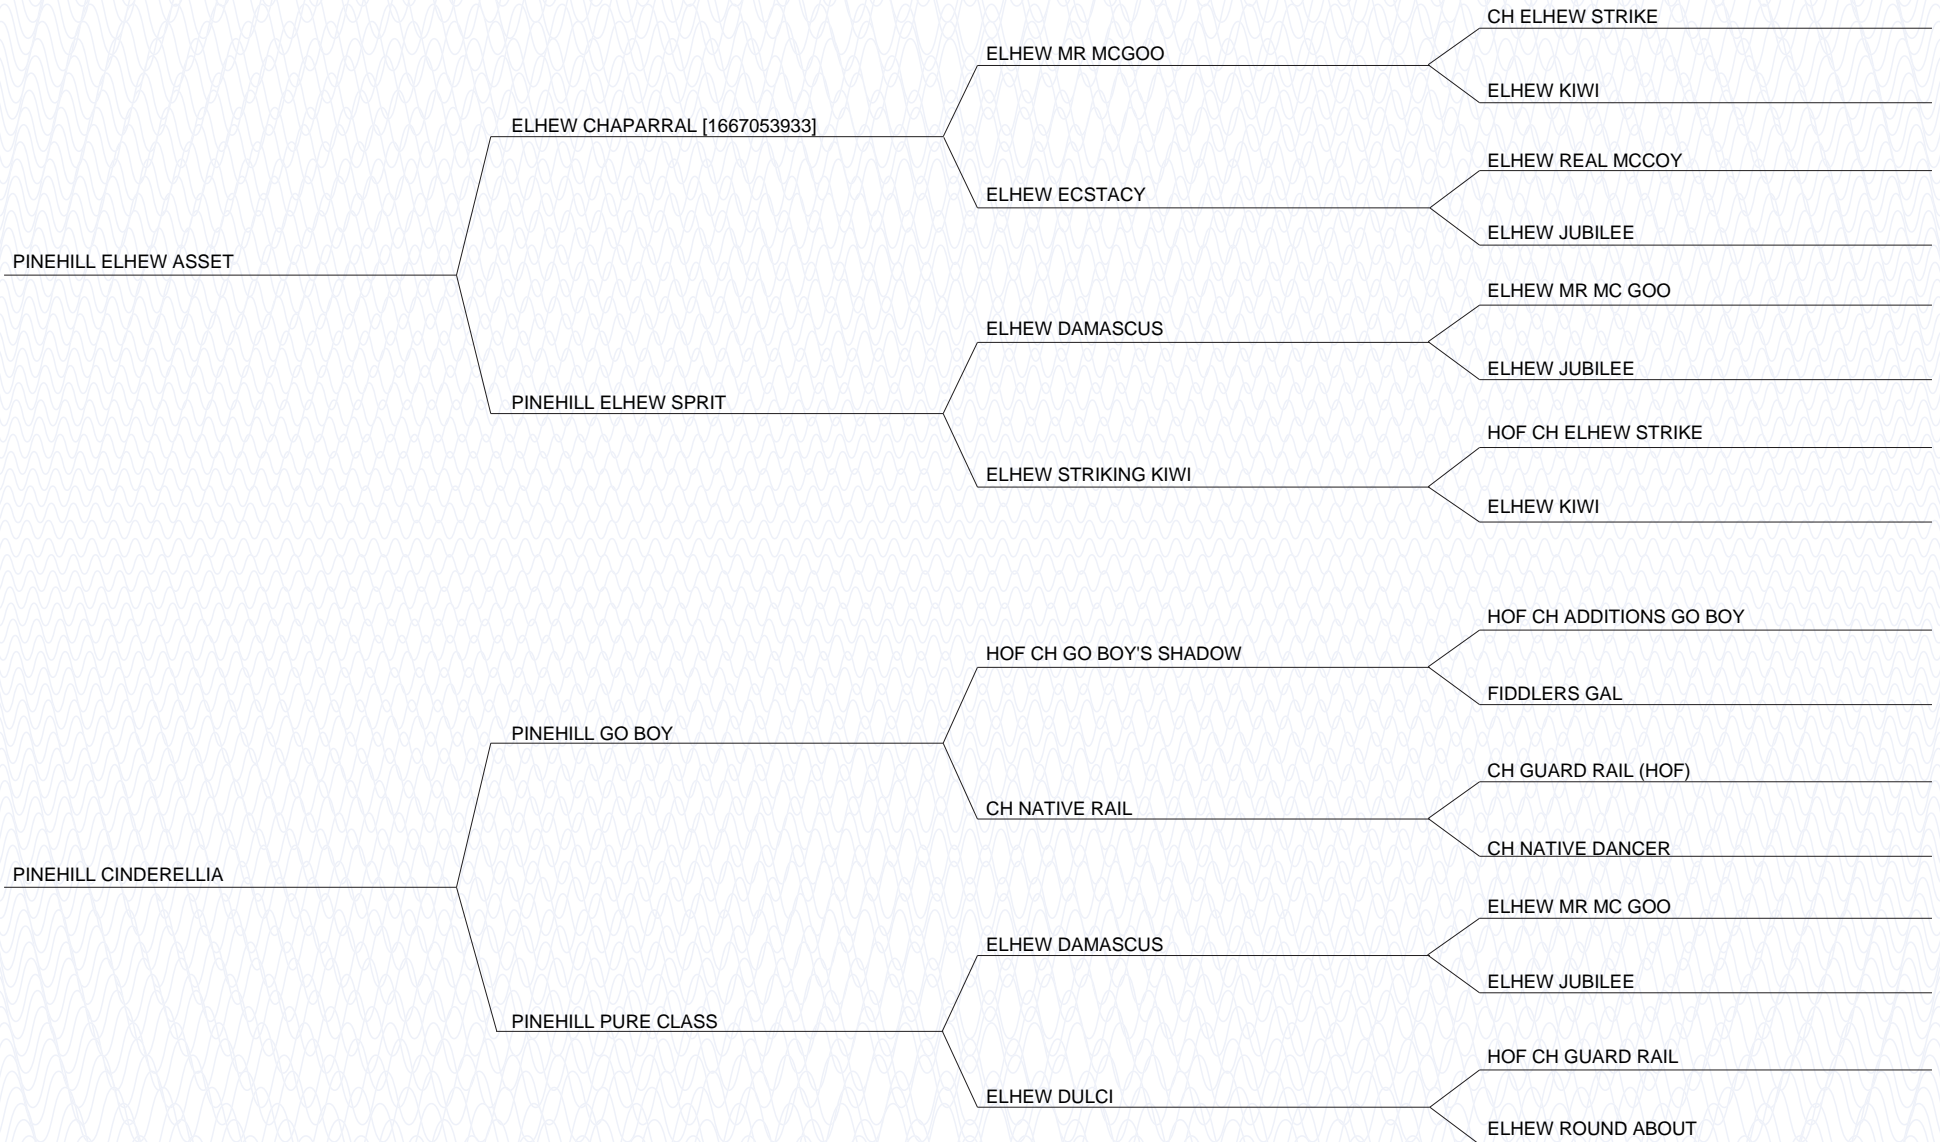 CH ELHEW STRIKE
ELHEW MR MCGOO
ELHEW KIWI
ELHEW CHAPARRAL [1667053933]
ELHEW REAL MCCOY
ELHEW ECSTACY
ELHEW JUBILEE
PINEHILL ELHEW ASSET
ELHEW MR MC GOO
ELHEW DAMASCUS
ELHEW JUBILEE
PINEHILL ELHEW SPRIT
HOF CH ELHEW STRIKE
ELHEW STRIKING KIWI
ELHEW KIWI
HOF CH ADDITIONS GO BOY
HOF CH GO BOY'S SHADOW
FIDDLERS GAL
PINEHILL GO BOY
CH GUARD RAIL (HOF)
CH NATIVE RAIL
CH NATIVE DANCER
PINEHILL CINDERELLIA
ELHEW MR MC GOO
ELHEW DAMASCUS
ELHEW JUBILEE
PINEHILL PURE CLASS
HOF CH GUARD RAIL
ELHEW DULCI
ELHEW ROUND ABOUT